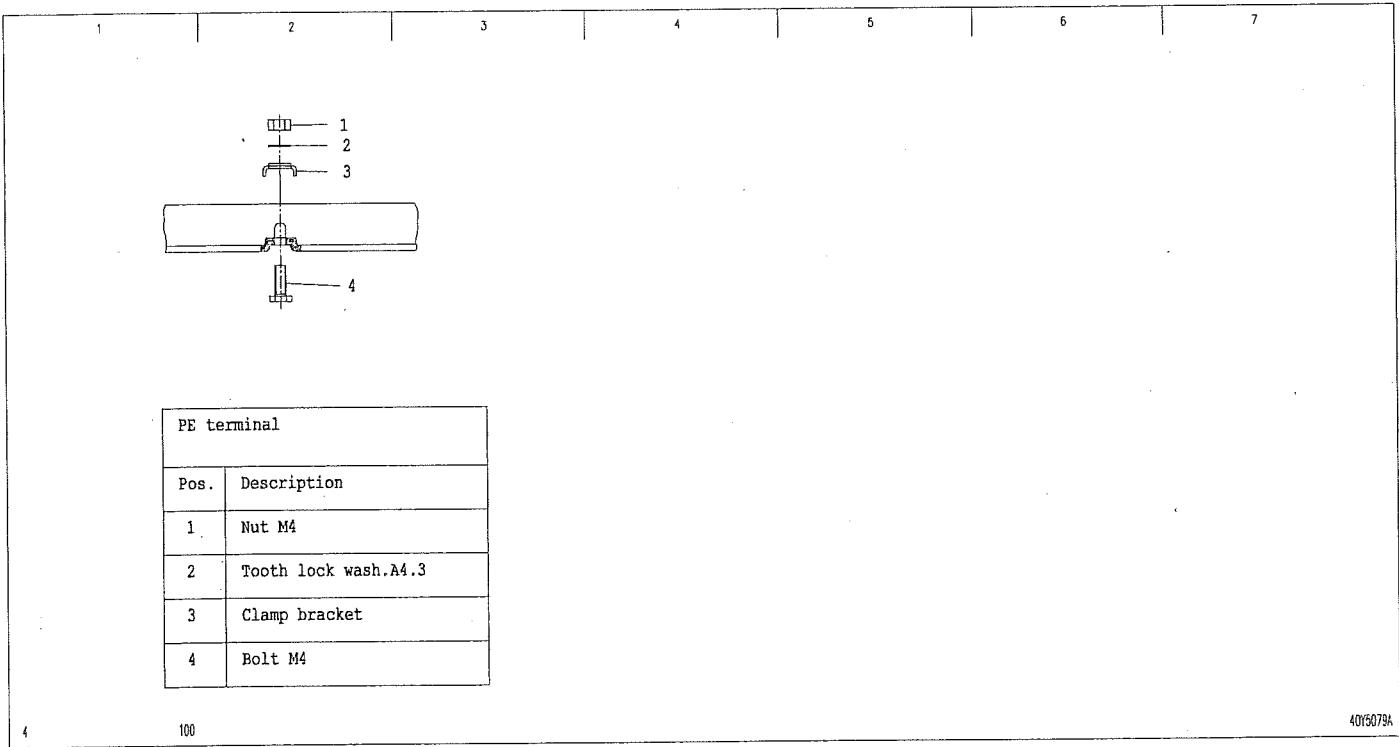 1 2 3 4 5 6 7
1
2
3
4
PE terminal
Pos. Description
1 Nut M4
2 Tooth lock wash.A4.3
3 Clamp bracket
4 Bolt M4
4 100 40Y5079A